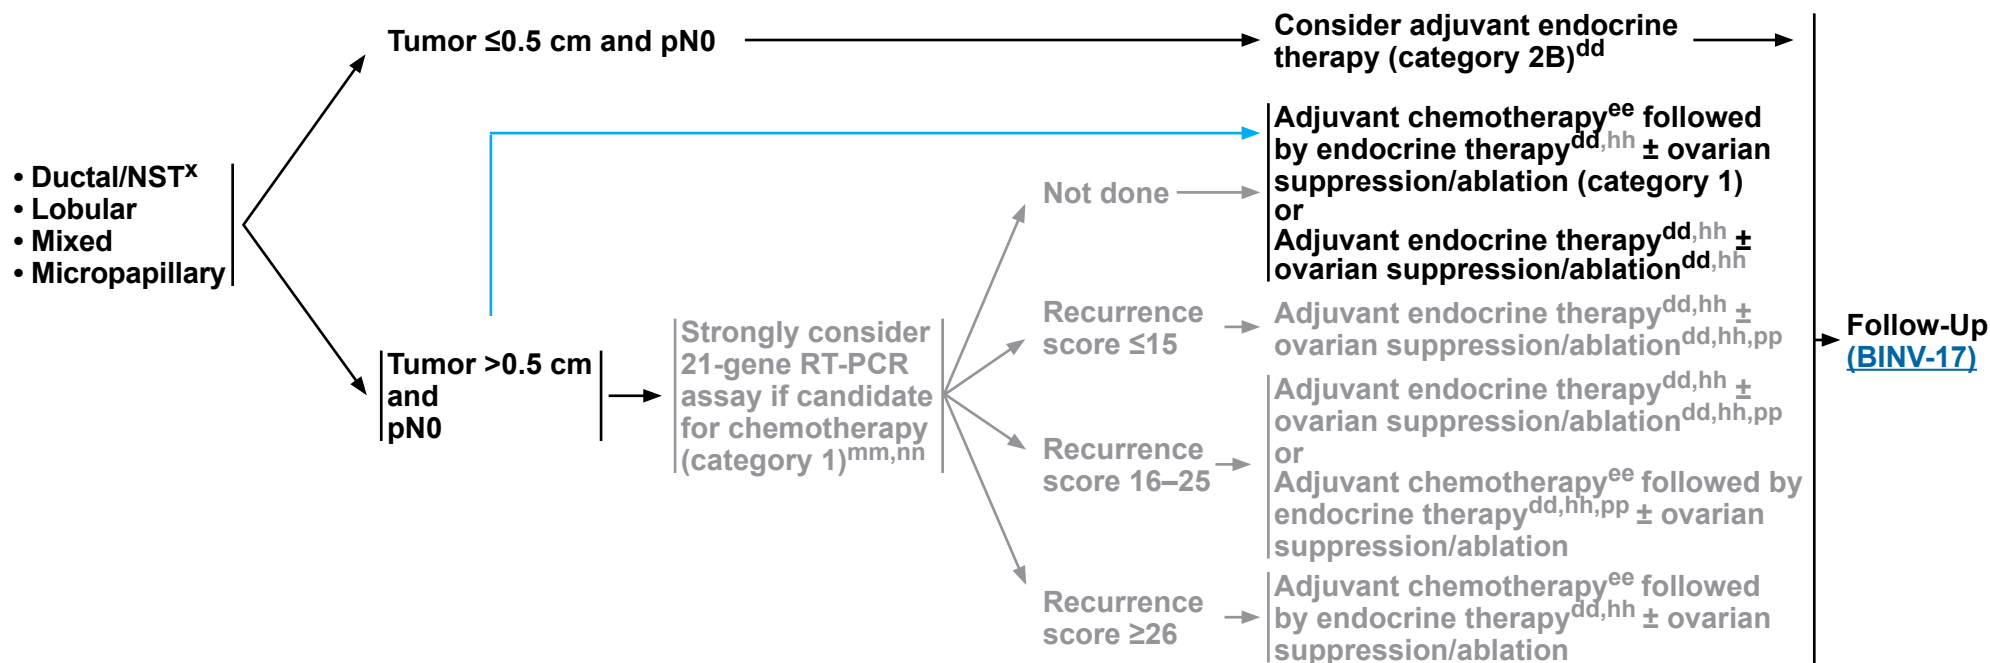 • Ductal/NSTx
• Lobular
• Mixed
• Micropapillary
Tumor ≤0.5 cm and pN0
Consider adjuvant endocrine
therapy (category 2B)dd
Tumor >0.5 cm
and
pN0
Strongly consider
21-gene RT-PCR
assay if candidate
for chemotherapy
(category 1)mm,nn
Not done
Adjuvant chemotherapyee followed
by endocrine therapydd,hh ± ovarian
suppression/ablation (category 1)
or
Adjuvant endocrine therapydd,hh ±
ovarian suppression/ablationdd,hh
Recurrence
score ≤15
Adjuvant endocrine therapydd,hh ±
ovarian suppression/ablationdd,hh,pp
Recurrence
score 16–25
Adjuvant endocrine therapydd,hh ±
ovarian suppression/ablationdd,hh,pp
or
Adjuvant chemotherapyee followed by
endocrine therapydd,hh,pp ± ovarian
suppression/ablation
Recurrence
score ≥26
Adjuvant chemotherapyee followed
by endocrine therapydd,hh ± ovarian
suppression/ablation
Follow-Up
(BINV-17)